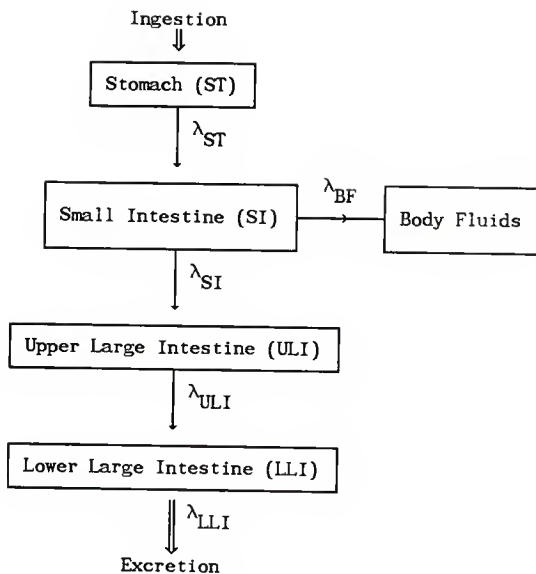 Ingestion
Stomach (ST)
λST
λBF
Small Intestine (SI)
Body Fluids
λSI
Upper Large Intestine (ULI)
λULI
Lower Large Intestine (LLI)
λLLI
Excretion